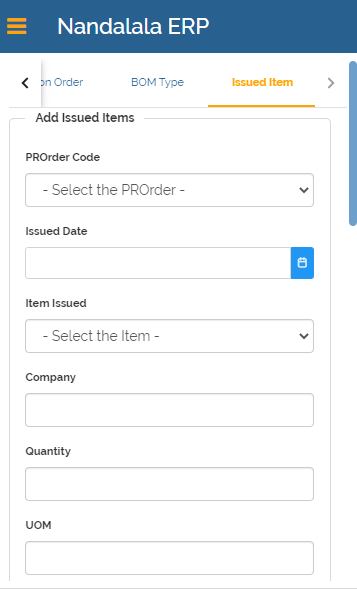 Nandalala ERP
on Order BOM Type Issued Item
Add Issued Items
PROrder Code
- Select the PROrder -
Issued Date
Item Issued
- Select the Item -
Company
Quantity
UOM